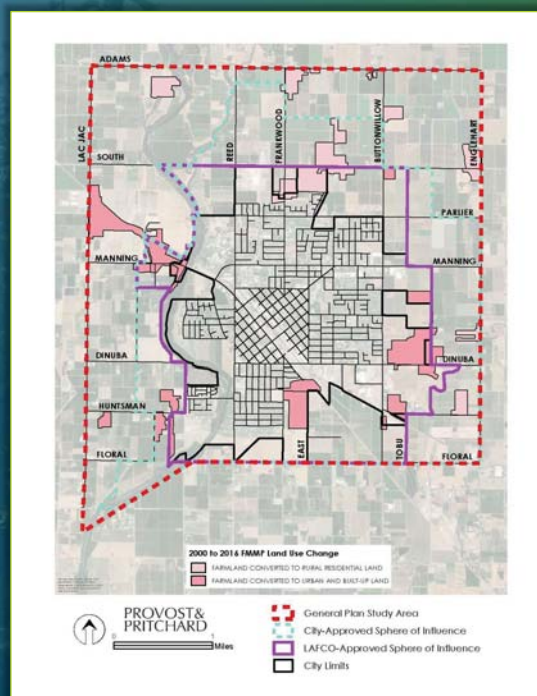 ADAMS
LAC JAC
REED
FRANKWOOD
BUTTONWILLOW
ENGLEHART
SOUTH
PARLIER
MANNING
MANNING
DINUBA
DINUBA
HUNTSMAN
FLORAL
EAST
TOBU
FLORAL
2000 to 2016 FMMP Land Use Change
FARMLAND CONVERTED TO RURAL RESIDENTIAL LAND
FARMLAND CONVERTED TO URBAN AND BUILT-UP LAND
PROVOST&
PRITCHARD
0 1
Miles
General Plan Study Area
City-Approved Sphere of Influence
LAFCO-Approved Sphere of Influence
City Limits